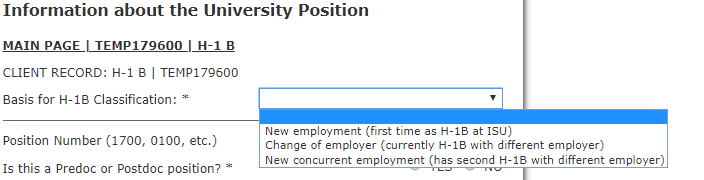 Information about the University Position
MAIN PAGE | TEMP179600 | H-1 B
CLIENT RECORD: H-1 B | TEMP179600
Basis for H-1B Classification: *
New employment (first time as H-1B at ISU)
Change of employer (currently H-1B with different employer)
New concurrent employment (has second H-1B with different employer)
Position Number (1700, 0100, etc.)
Is this a Predoc or Postdoc position? *